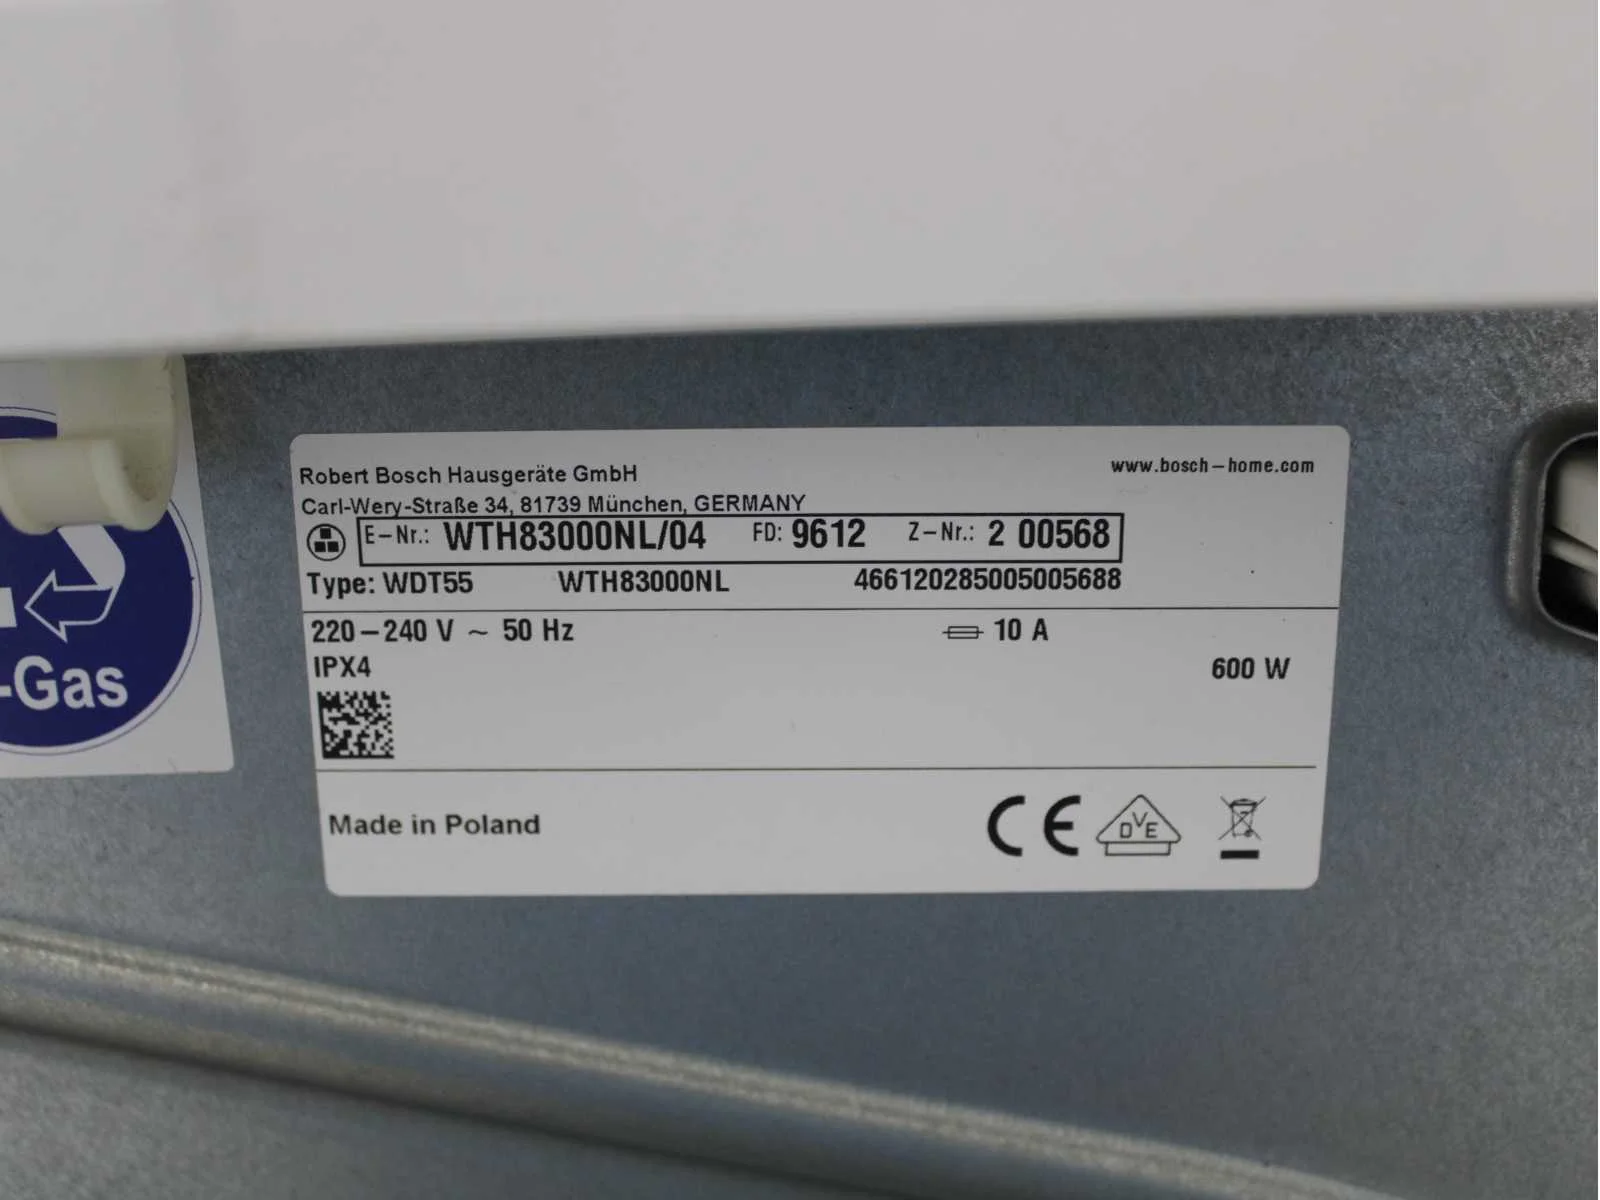 Robert Bosch Hausgeräte GmbH
www.bosch-home.com
Carl-Wery-Straße 34, 81739 München, GERMANY
E-Nr.: WTH83000NL/04 FD: 9612 Z-Nr.: 2 00568
Type: WDT55 WTH83000NL 466120285005005688
220-240 V ~ 50 Hz 10 A
IPX4 600 W
Made in Poland
CE DVE
-Gas